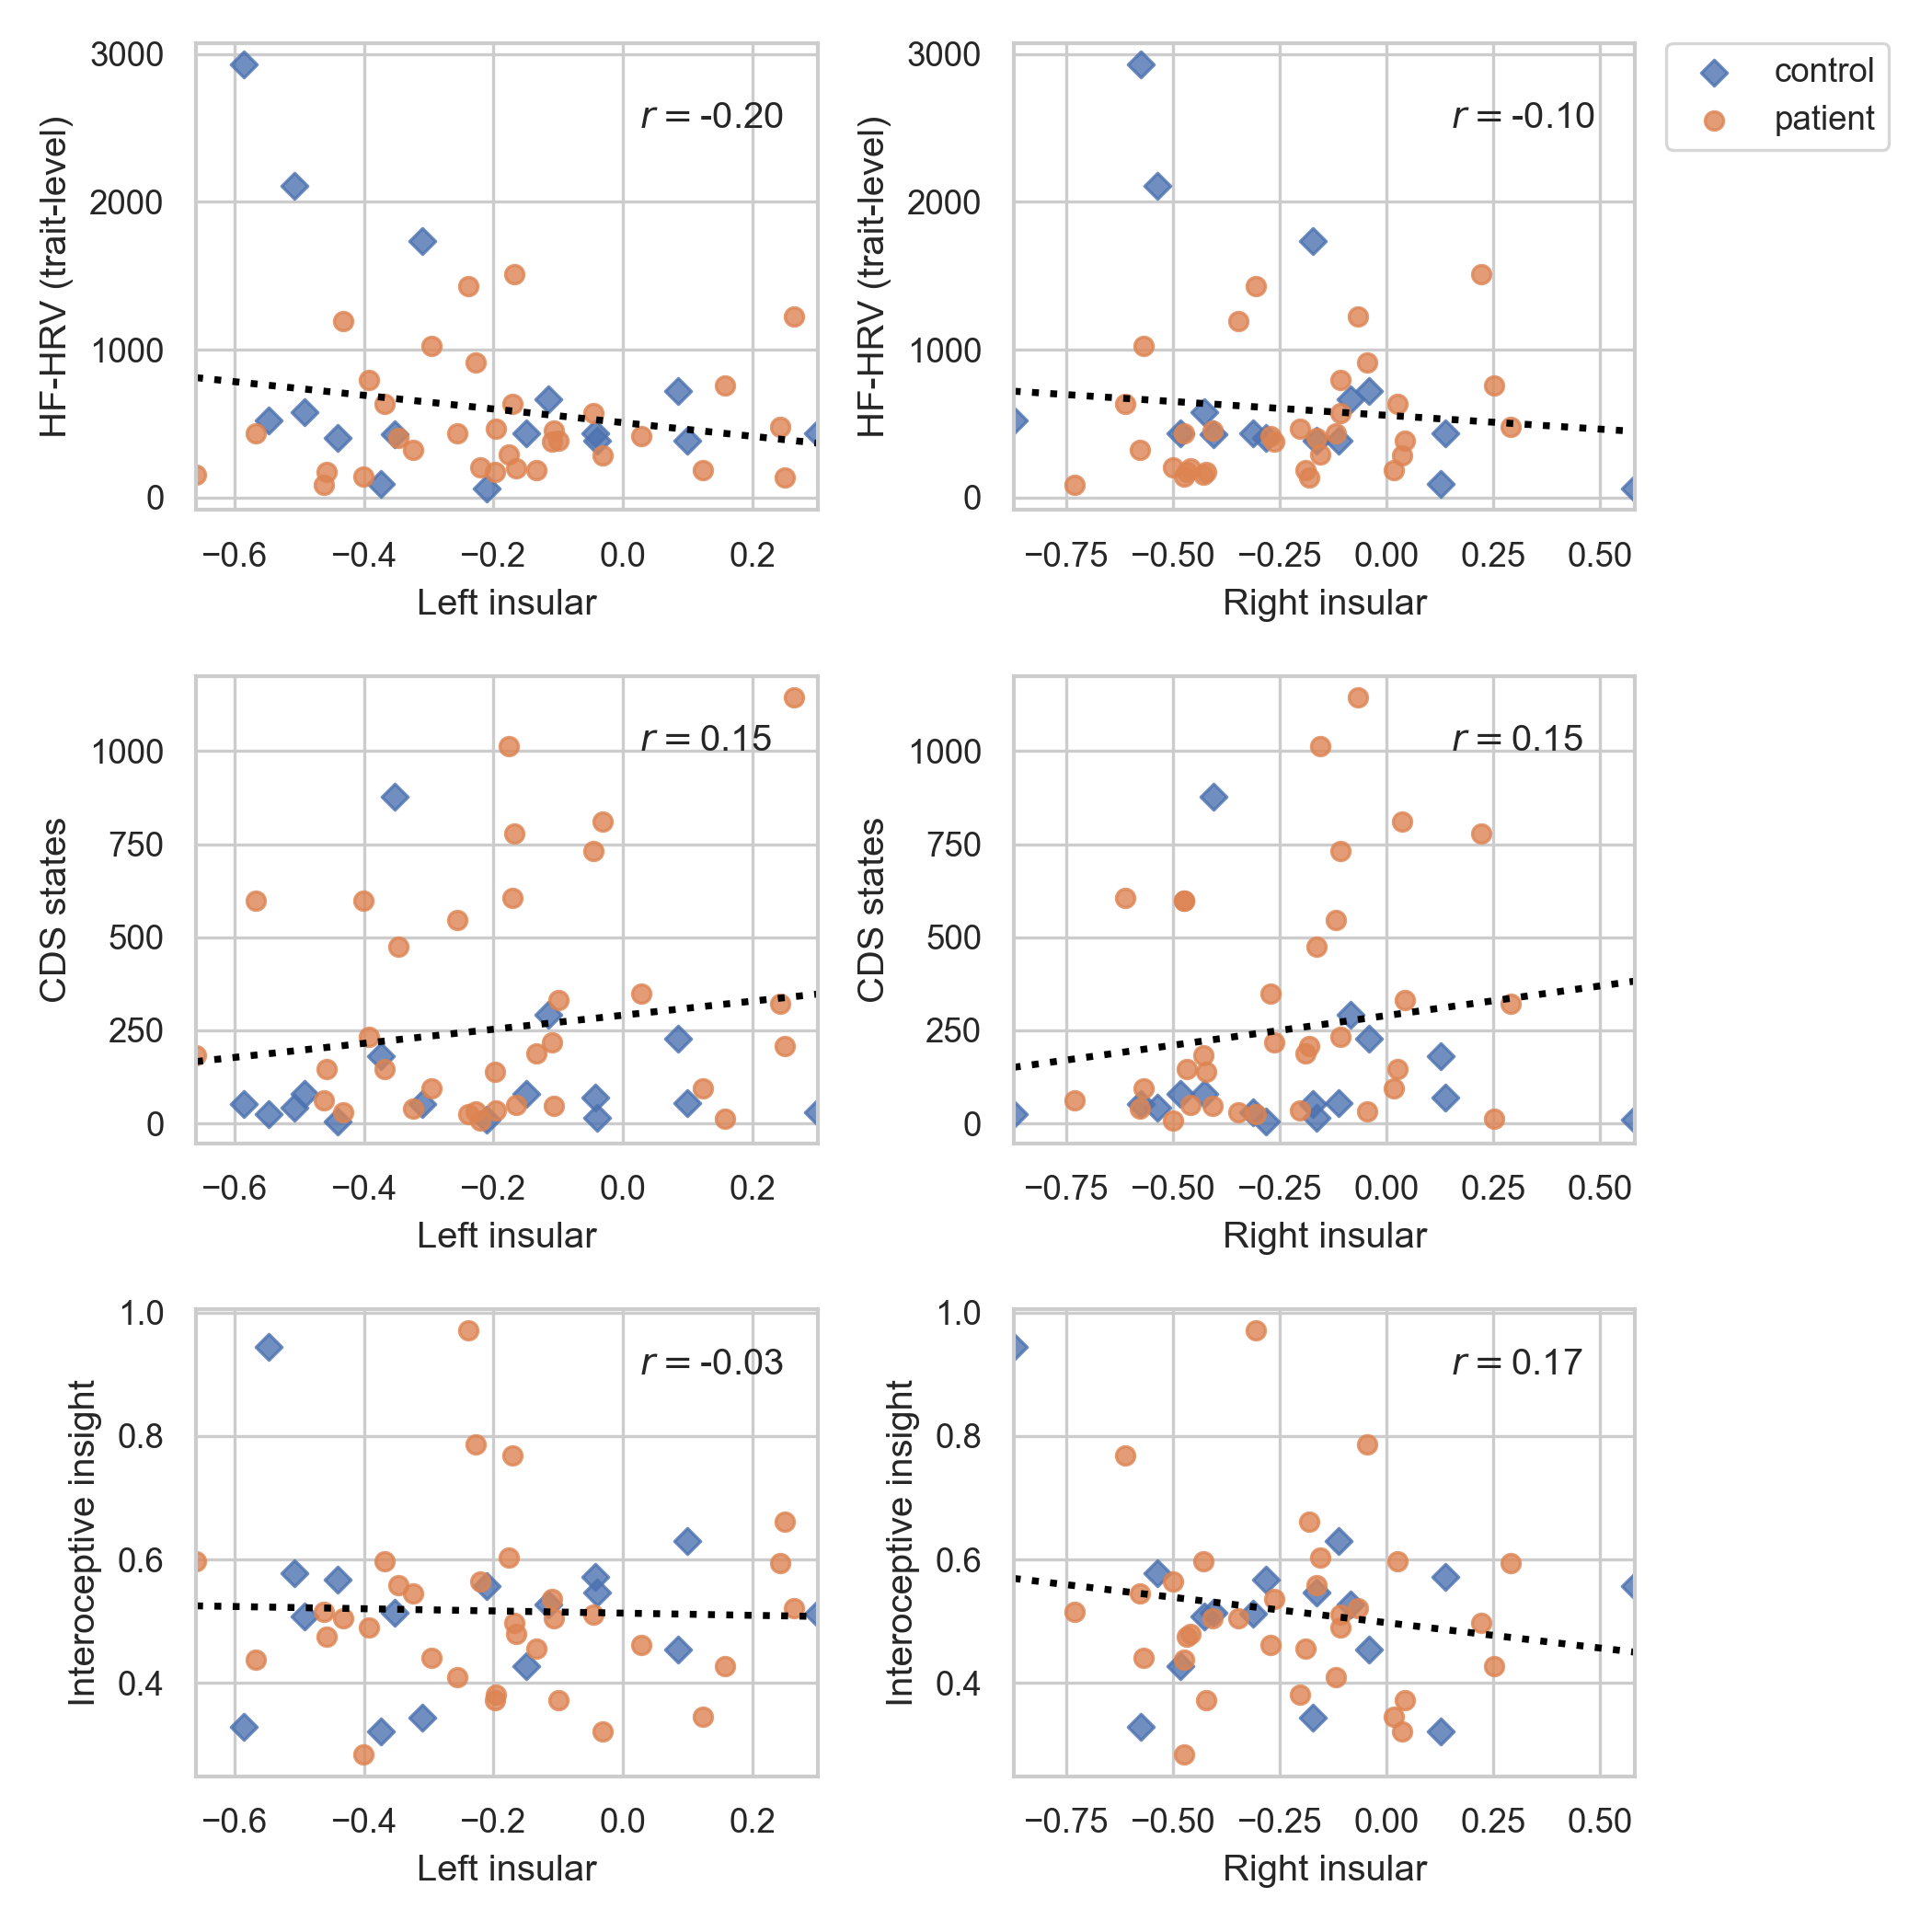 3000
2000
1000
0
HF-HRV (trait-level)
r = -0.20
−0.6 −0.4 −0.2 0.0 0.2
Left insular
3000
2000
1000
0
HF-HRV (trait-level)
r = -0.10
−0.75 −0.50 −0.25 0.00 0.25 0.50
Right insular
control
patient
1000
750
500
250
0
CDS states
r = 0.15
−0.6 −0.4 −0.2 0.0 0.2
Left insular
1000
750
500
250
0
CDS states
r = 0.15
−0.75 −0.50 −0.25 0.00 0.25 0.50
Right insular
1.0
0.8
0.6
0.4
Interoceptive insight
r = -0.03
−0.6 −0.4 −0.2 0.0 0.2
Left insular
1.0
0.8
0.6
0.4
Interoceptive insight
r = 0.17
−0.75 −0.50 −0.25 0.00 0.25 0.50
Right insular